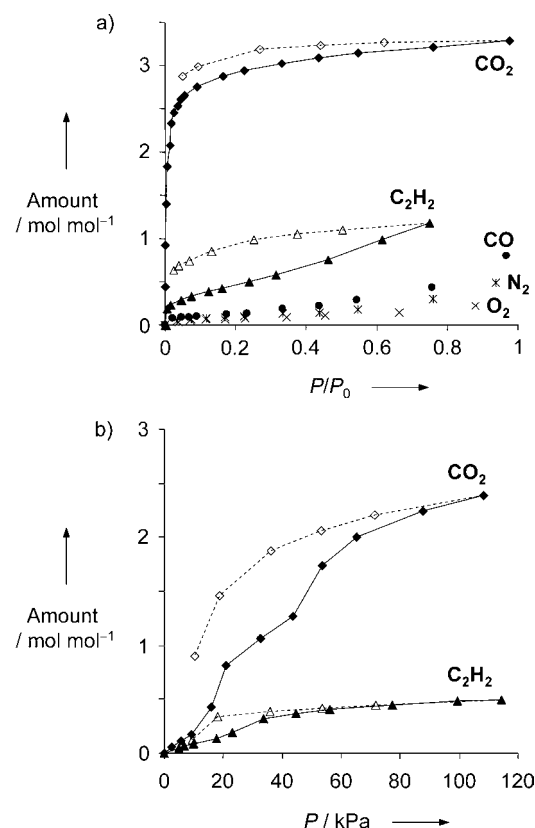 a)
3
2
1
0
Amount
/ mol mol⁻¹
CO₂
C₂H₂
CO
N₂
O₂
0 0.2 0.4 0.6 0.8 1
P/P₀
b)
3
2
1
0
Amount
/ mol mol⁻¹
CO₂
C₂H₂
0 20 40 60 80 100 120
P / kPa